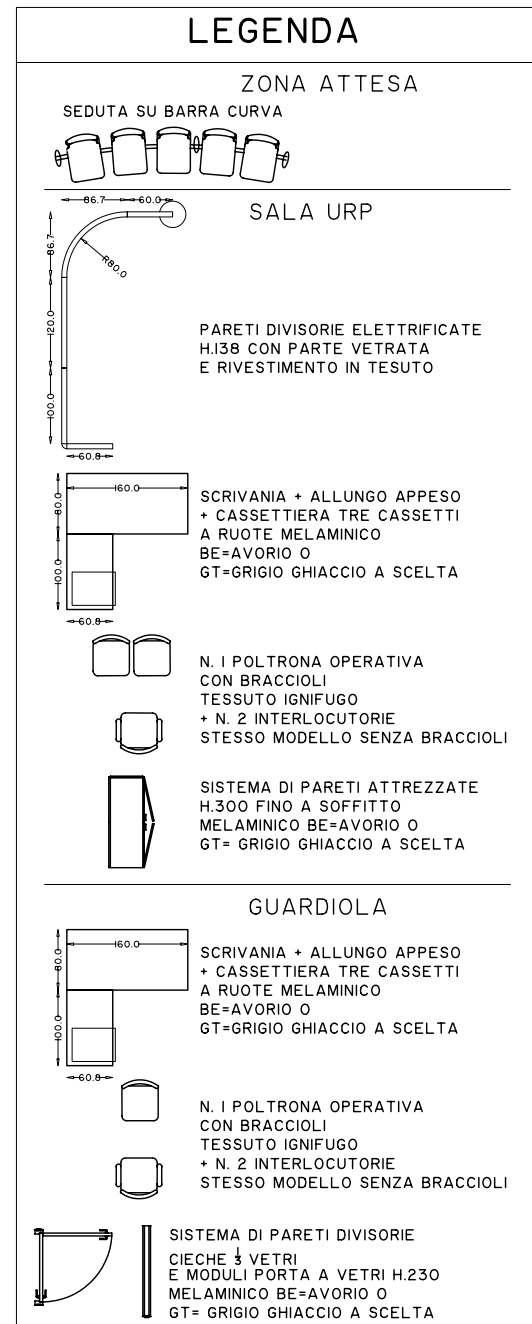 LEGENDA
ZONA ATTESA
SEDUTA SU BARRA CURVA
86.7
60.0
SALA URP
86.7
R80.0
120.0
100.0
60.8
PARETI DIVISORIE ELETTRIFICATE
H.138 CON PARTE VETRATA
E RIVESTIMENTO IN TESUTO
160.0
80.0
100.0
60.8
SCRIVANIA + ALLUNGO APPESO
+ CASSETTIERA TRE CASSETTI
A RUOTE MELAMINICO
BE=AVORIO O
GT=GRIGIO GHIACCIO A SCELTA
N. 1 POLTRONA OPERATIVA
CON BRACCIOLI
TESSUTO IGNIFUGO
+ N. 2 INTERLOCUTORIE
STESSO MODELLO SENZA BRACCIOLI
SISTEMA DI PARETI ATTREZZATE
H.300 FINO A SOFFITTO
MELAMINICO BE=AVORIO O
GT= GRIGIO GHIACCIO A SCELTA
GUARDIOLA
160.0
80.0
100.0
60.8
SCRIVANIA + ALLUNGO APPESO
+ CASSETTIERA TRE CASSETTI
A RUOTE MELAMINICO
BE=AVORIO O
GT=GRIGIO GHIACCIO A SCELTA
N. 1 POLTRONA OPERATIVA
CON BRACCIOLI
TESSUTO IGNIFUGO
+ N. 2 INTERLOCUTORIE
STESSO MODELLO SENZA BRACCIOLI
SISTEMA DI PARETI DIVISORIE
CIECHE 1/3 VETRI
E MODULI PORTA A VETRI H.230
MELAMINICO BE=AVORIO O
GT= GRIGIO GHIACCIO A SCELTA